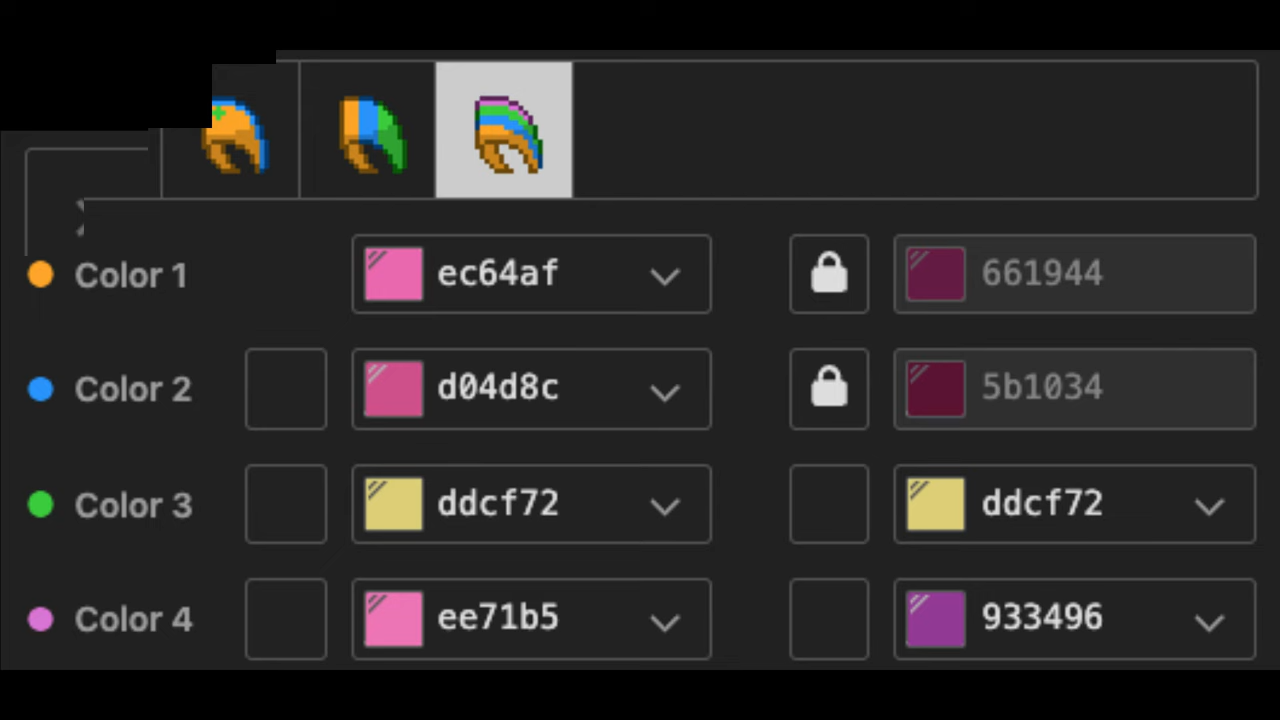 Color 1 ec64af 661944
Color 2 d04d8c 5b1034
Color 3 ddcf72 ddcf72
Color 4 ee71b5 933496